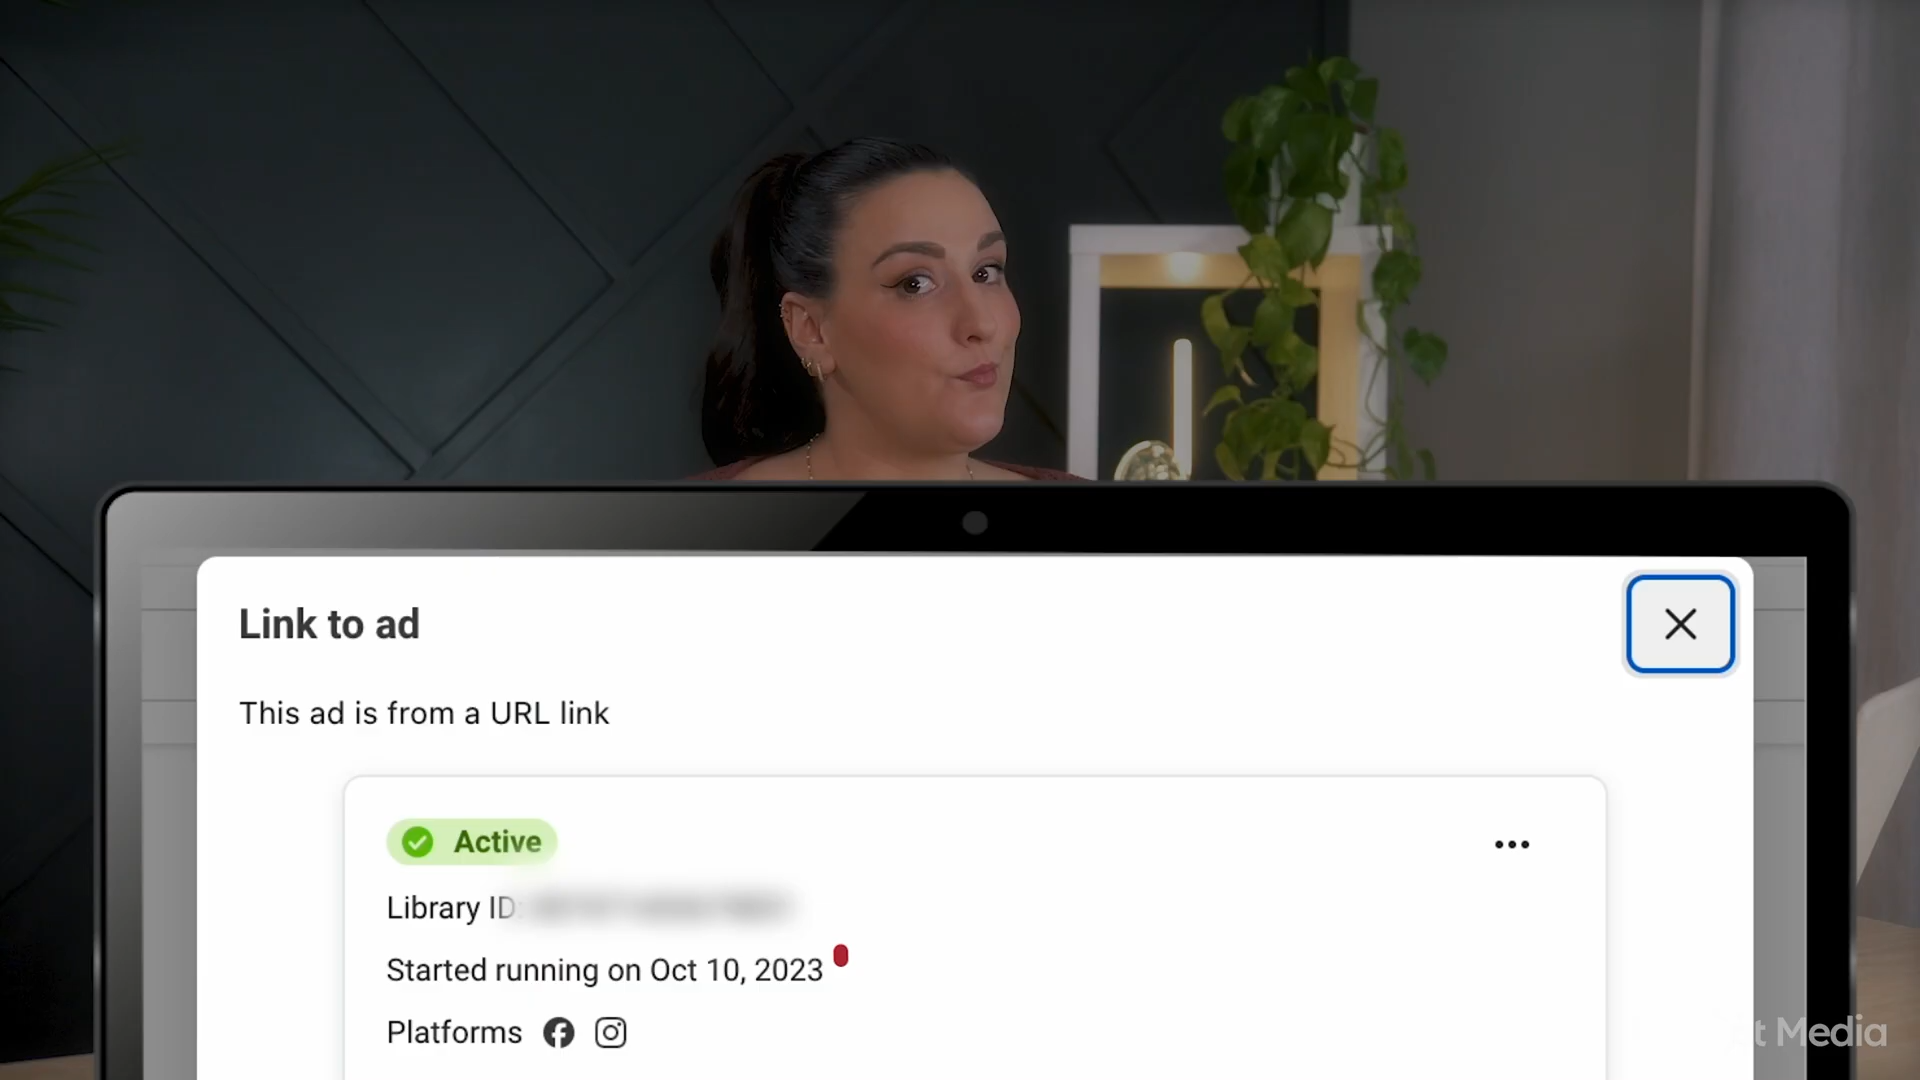 Link to ad
This ad is from a URL link
Active
Library ID:
Started running on Oct 10, 2023
Platforms
Media